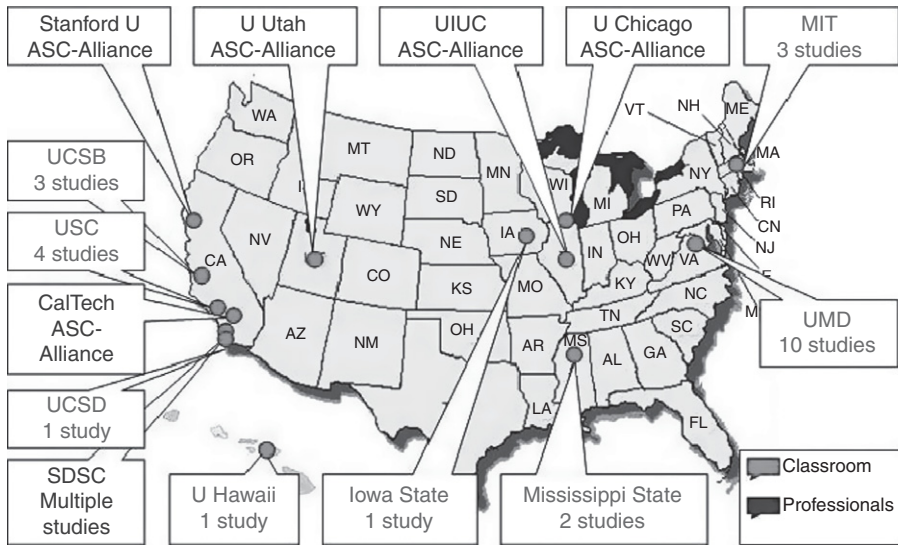 Stanford U
ASC-Alliance
U Utah
ASC-Alliance
UIUC
ASC-Alliance
U Chicago
ASC-Alliance
MIT
3 studies
UCSB
3 studies
USC
4 studies
CalTech
ASC-
Alliance
UCSD
1 study
SDSC
Multiple
studies
U Hawaii
1 study
Iowa State
1 study
Mississippi State
2 studies
UMD
10 studies
WA
OR
CA
NV
I
MT
WY
CO
AZ
NM
ND
SD
NE
KS
OH
MN
IA
MO
AR
LA
WI
MI
IN
OH
KY
TN
MS
AL
GA
FL
SC
NC
VA
WV
PA
NY
VT
NH
ME
MA
RI
CN
NJ
M
Classroom
Professionals